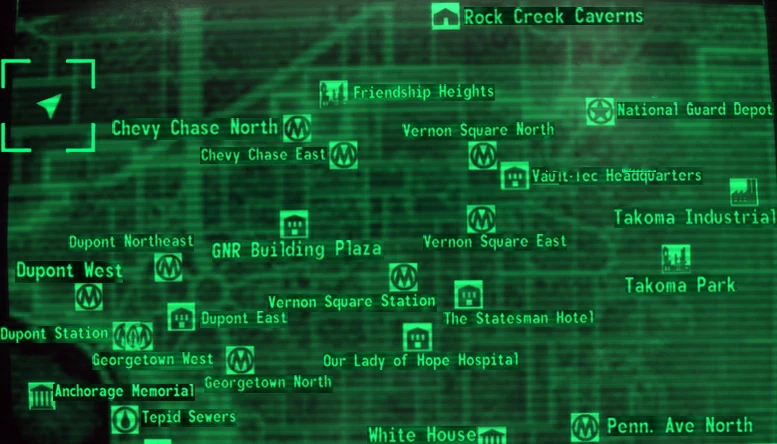 Rock Creek Caverns
Friendship Heights
National Guard Depot
Chevy Chase North
Vernon Square North
Chevy Chase East
Vault-Tec Headquarters
Takoma Industrial
Dupont Northeast
GNR Building Plaza
Vernon Square East
Dupont West
Takoma Park
Vernon Square Station
Dupont East
The Statesman Hotel
Dupont Station
Georgetown West
Our Lady of Hope Hospital
Georgetown North
Anchorage Memorial
Tepid Sewers
White House
Penn. Ave North